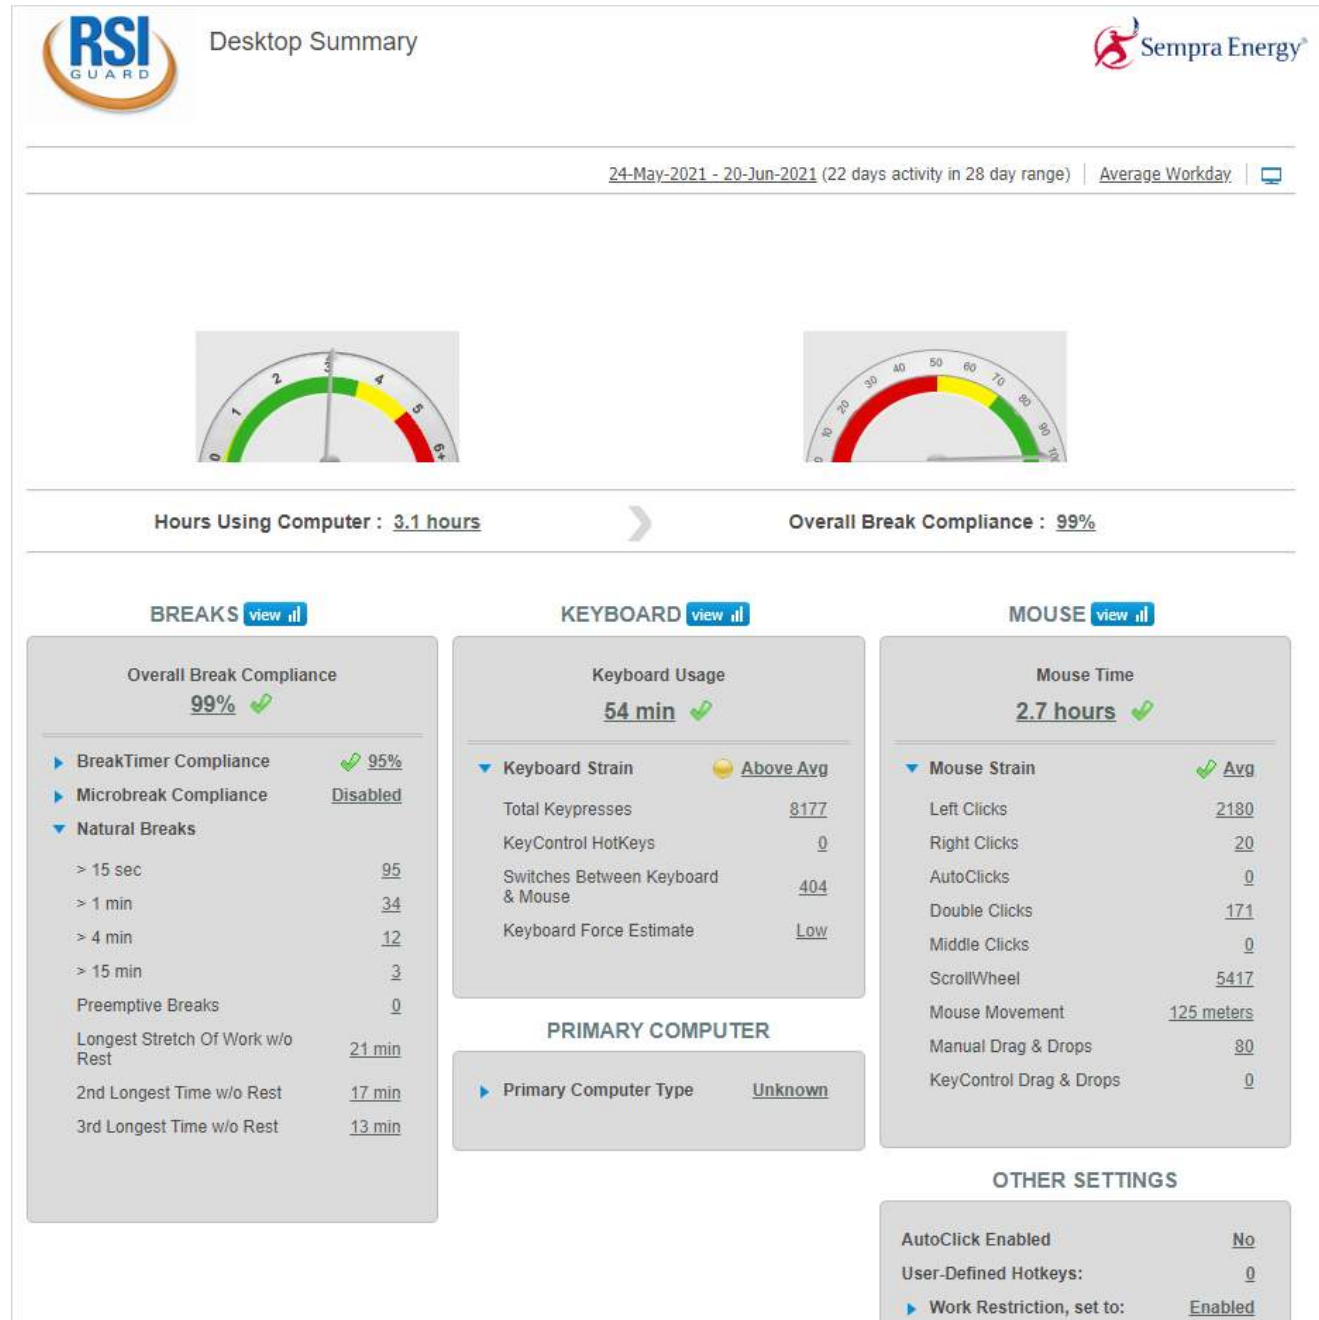 RSI
GUARD
Desktop Summary
Sempra Energy®
24-May-2021 - 20-Jun-2021 (22 days activity in 28 day range) Average Workday
0 1 2 3 4 5 6+
0 10 20 30 40 50 60 70 80 90 100
Hours Using Computer : 3.1 hours
Overall Break Compliance : 99%
BREAKS view
Overall Break Compliance
99%
BreakTimer Compliance 95%
Microbreak Compliance Disabled
Natural Breaks
> 15 sec 95
> 1 min 34
> 4 min 12
> 15 min 3
Preemptive Breaks 0
Longest Stretch Of Work w/o
Rest 21 min
2nd Longest Time w/o Rest 17 min
3rd Longest Time w/o Rest 13 min
KEYBOARD view
Keyboard Usage
54 min
Keyboard Strain Above Avg
Total Keypresses 8177
KeyControl HotKeys 0
Switches Between Keyboard
& Mouse 404
Keyboard Force Estimate Low
PRIMARY COMPUTER
Primary Computer Type Unknown
MOUSE view
Mouse Time
2.7 hours
Mouse Strain Avg
Left Clicks 2180
Right Clicks 20
AutoClicks 0
Double Clicks 171
Middle Clicks 0
ScrollWheel 5417
Mouse Movement 125 meters
Manual Drag & Drops 80
KeyControl Drag & Drops 0
OTHER SETTINGS
AutoClick Enabled No
User-Defined Hotkeys: 0
Work Restriction, set to: Enabled